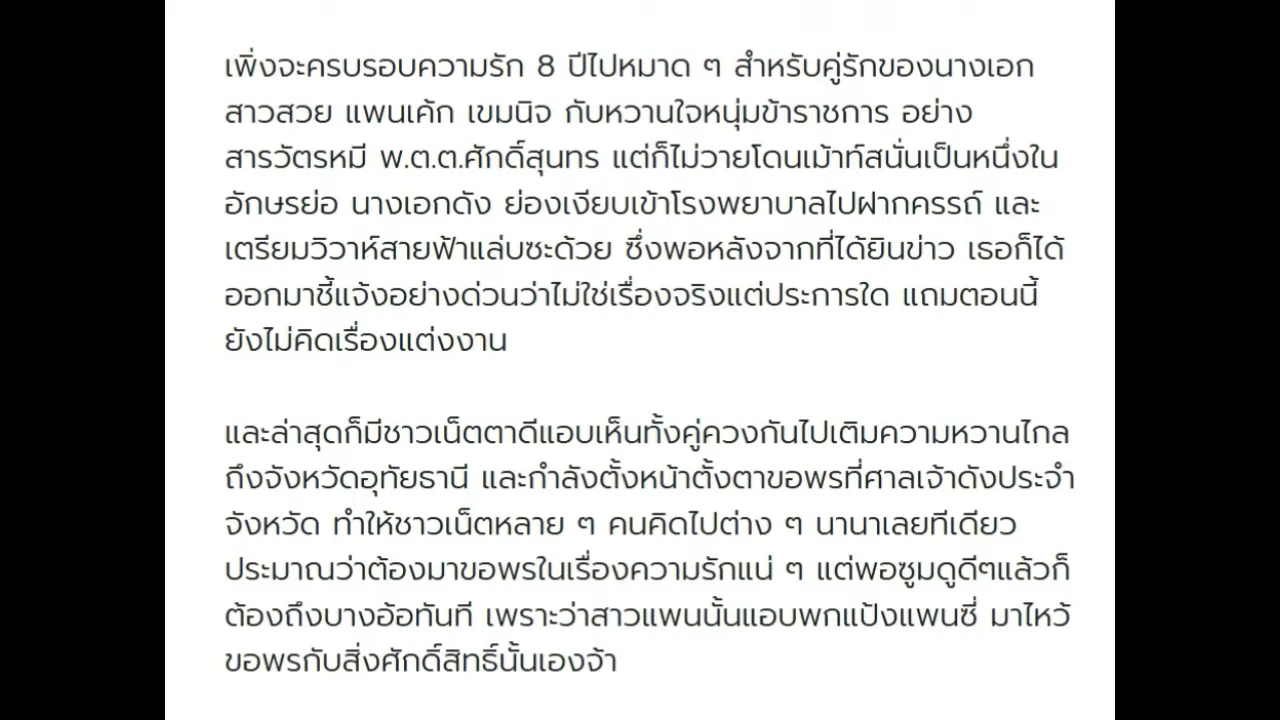 เพิ่งจะครบรอบความรัก 8 ปีไปหมาด ๆ สำหรับคู่รักของนางเอก
สาวสวย แพนเค้ก เขมนิจ กับหวานใจหนุ่มข้าราชการ อย่าง
สารวัตรหมี พ.ต.ต.ศักดิ์สุนทร แต่ก็ไม่วายโดนเม้าท์สนั่นเป็นหนึ่งใน
อักษรย่อ นางเอกดัง ย่องเงียบเข้าโรงพยาบาลไปฝากครรถ์ และ
เตรียมวิวาห์สายฟ้าแล่บซะด้วย ซึ่งพอหลังจากที่ได้ยินข่าว เธอก็ได้
ออกมาชี้แจ้งอย่างด่วนว่าไม่ใช่เรื่องจริงแต่ประการใด แถมตอนนี้
ยังไม่คิดเรื่องแต่งงาน
และล่าสุดก็มีชาวเน็ตตาดีแอบเห็นทั้งคู่ควงกันไปเติมความหวานไกล
ถึงจังหวัดอุทัยธานี และกำลังตั้งหน้าตั้งตาขอพรที่ศาลเจ้าดังประจำ
จังหวัด ทำให้ชาวเน็ตหลาย ๆ คนคิดไปต่าง ๆ นานาเลยทีเดียว
ประมาณว่าต้องมาขอพรในเรื่องความรักแน่ ๆ แต่พอซูมดูดีๆแล้วก็
ต้องถึงบางอ้อทันที เพราะว่าสาวแพนนั้นแอบพกแป้งแพนซี่ มาไหว้
ขอพรกับสิ่งศักดิ์สิทธิ์นั้นเองจ้า